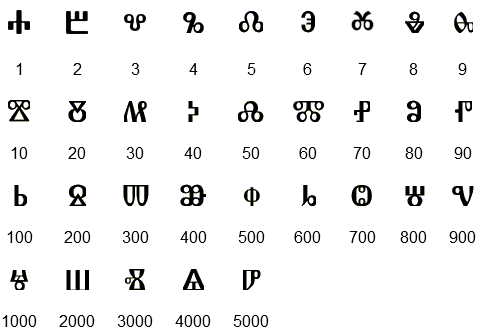 Ⰰ Ⰱ Ⰲ Ⰳ Ⰴ Ⰵ Ⰶ Ⰷ Ⰸ
1 2 3 4 5 6 7 8 9
Ⰺ Ⰻ Ⰼ Ⰽ Ⰾ Ⰿ Ⱀ Ⱁ Ⱂ
10 20 30 40 50 60 70 80 90
Ⱃ Ⱄ Ⱅ Ⱆ Ⱇ Ⱈ Ⱉ Ⱋ Ⱌ
100 200 300 400 500 600 700 800 900
Ⱍ Ⱎ Ⱏ Ⱑ Ⱓ
1000 2000 3000 4000 5000